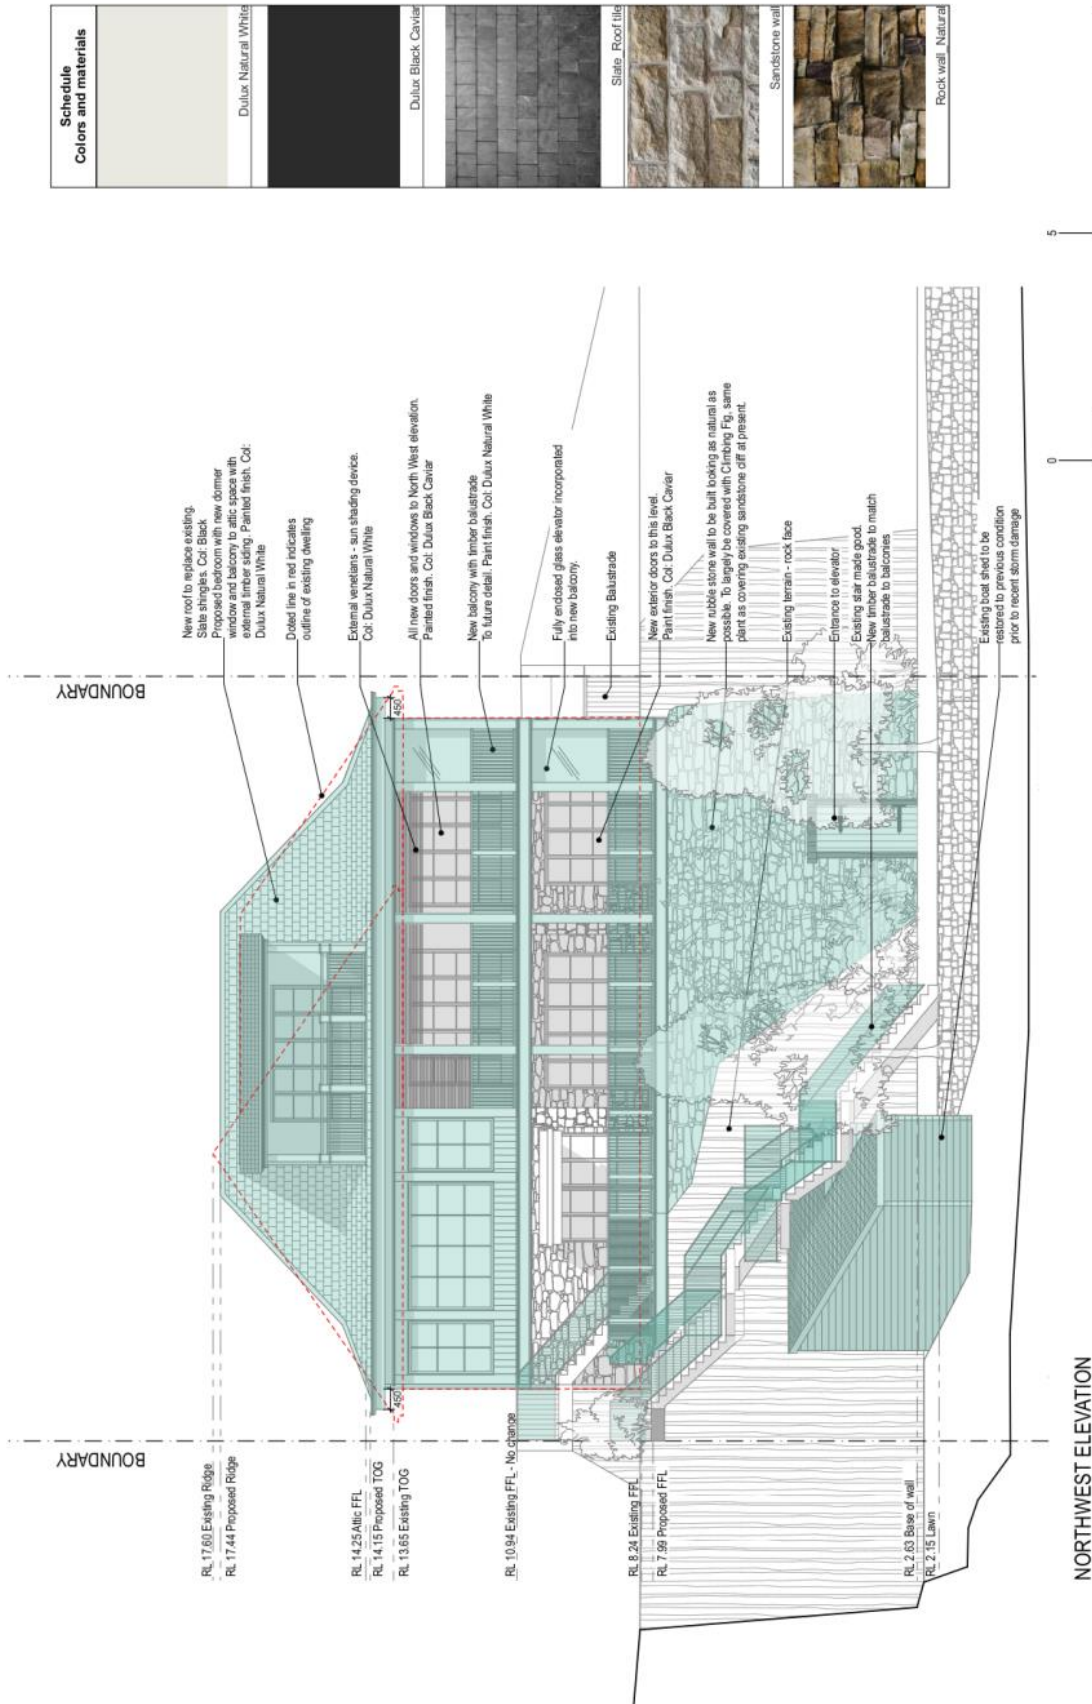 Schedule
Colors and materials
Dulux Natural White
Dulux Black Caviar
Slate Roof tile
Sandstone wall
Rock wall Natural
BOUNDARY
BOUNDARY
New roof to replace existing.
Slate shingles. Col: Black
Proposed bedroom with new dormer
window and balcony to attic space with
external timber siding. Painted finish. Col:
Dulux Natural White
Doted line in red indicates
outline of existing dwelling
External venetians - sun shading device.
Col: Dulux Natural White
All new doors and windows to North West elevation.
Painted finish. Col: Dulux Black Caviar
New balcony with timber balustrade
To future detail. Paint finish. Col: Dulux Natural White
Fully enclosed glass elevator incorporated
into new balcony.
Existing Balustrade
New exterior doors to this level.
Paint finish. Col: Dulux Black Caviar
New rubble stone wall to be built looking as natural as
possible. To largely be covered with Climbing Fig, same
plant as covering existing sandstone cliff at present.
Existing terrain - rock face
Entrance to elevator
Existing stair made good.
New timber balustrade to match
balustrade to balconies
Existing boat shed to be
restored to previous condition
prior to recent storm damage
450
450
RL 17.60 Existing Ridge
RL 17.44 Proposed Ridge
RL 14.25 Attic FFL
RL 14.15 Proposed TOG
RL 13.65 Existing TOG
RL 10.94 Existing FFL - No change
RL 8.24 Existing FFL
RL 7.99 Proposed FFL
RL 2.63 Base of wall
RL 2.15 Lawn
0
5
NORTHWEST ELEVATION